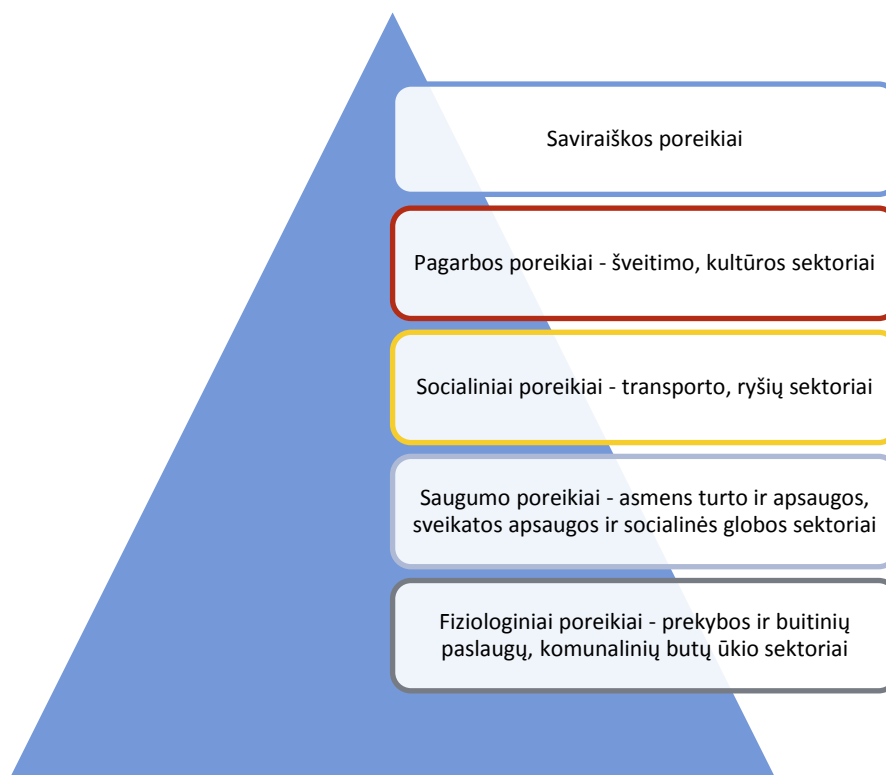 Saviraiškos poreikiai
Pagarbos poreikiai - šveitimo, kultūros sektoriai
Socialiniai poreikiai - transporto, ryšių sektoriai
Saugumo poreikiai - asmens turto ir apsaugos,
sveikatos apsaugos ir socialinės globos sektoriai
Fiziologiniai poreikiai - prekybos ir buitinių
paslaugų, komunalinių butų ūkio sektoriai